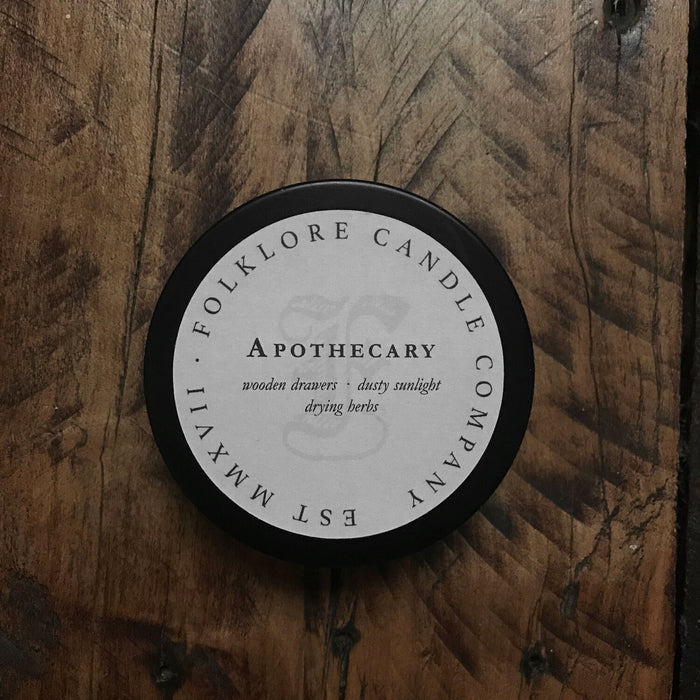 · FOLKLORE CANDLE COMPANY EST MMXVII
F
APOTHECARY
wooden drawers · dusty sunlight
drying herbs